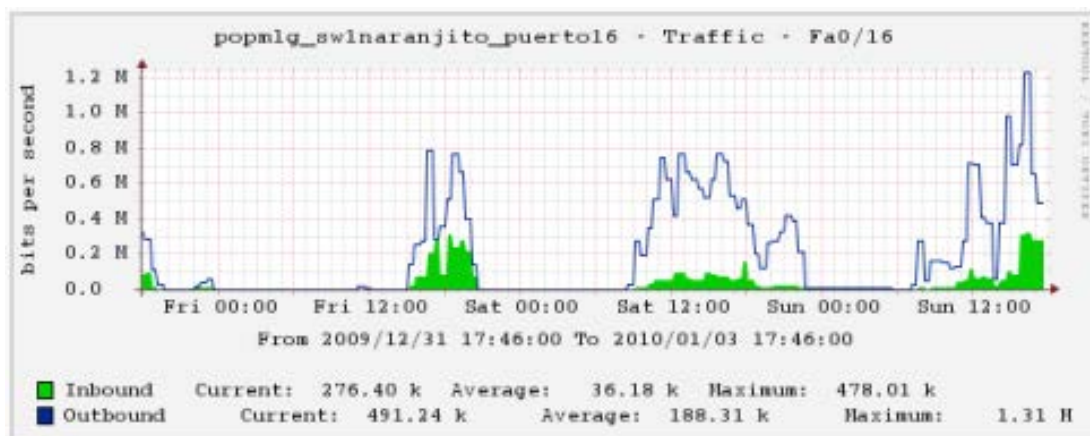 popmlg_sw1naranjito_puerto16 - Traffic - Fa0/16
bits per second
1.2 M
1.0 M
0.8 M
0.6 M
0.4 M
0.2 M
0.0
Fri 00:00 Fri 12:00 Sat 00:00 Sat 12:00 Sun 00:00 Sun 12:00
From 2009/12/31 17:46:00 To 2010/01/03 17:46:00
Inbound Current: 276.40 k Average: 36.18 k Maximum: 478.01 k
Outbound Current: 491.24 k Average: 188.31 k Maximum: 1.31 M